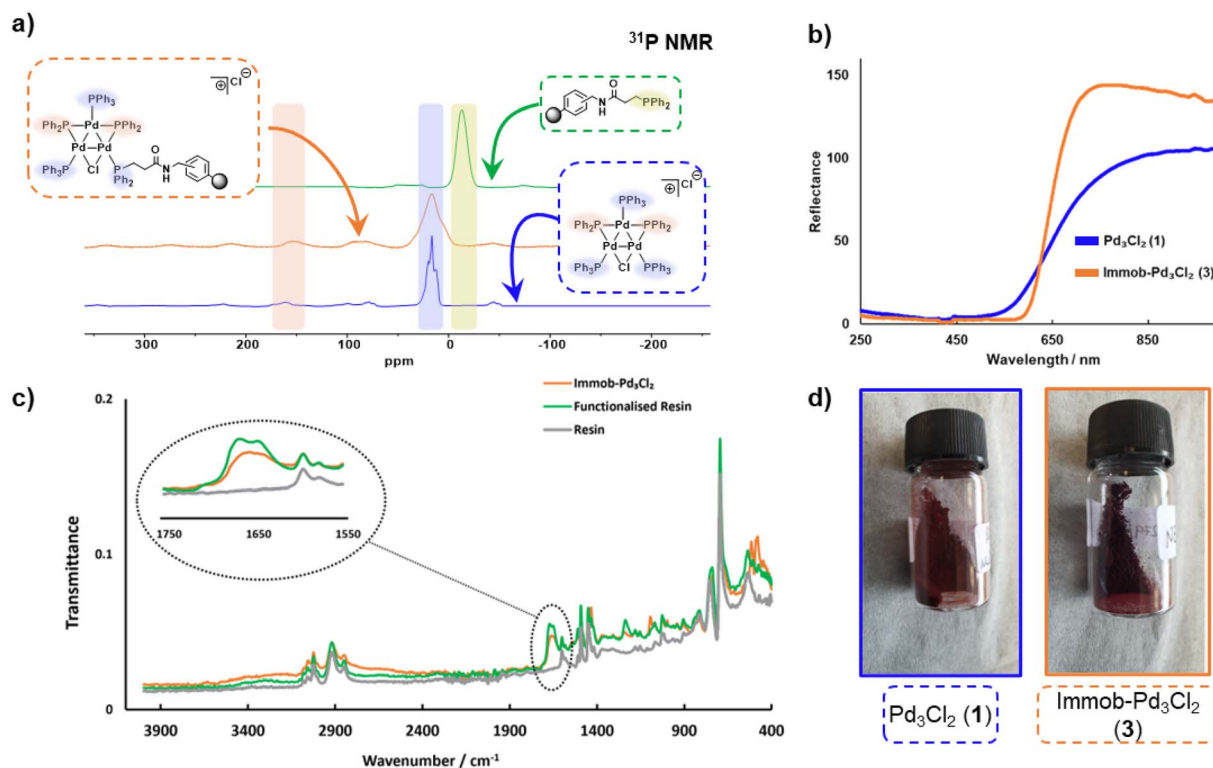 a)
³¹P NMR
⊕ Cl⊖
PPh₃
Ph₂P Pd PPh₂
Pd Pd
Ph₃P Cl P
Ph₂
O
N
H
O
N
H
PPh₂
⊕ Cl⊖
PPh₃
Ph₂P Pd PPh₂
Pd Pd
Ph₃P Cl PPh₃
300 200 100 0 -100 -200
ppm
b)
150
100
50
0
Reflectance
Pd₃Cl₂ (1)
Immob-Pd₃Cl₂ (3)
250 450 650 850
Wavelength / nm
c)
0.2
0.1
0
Transmittance
Immob-Pd₃Cl₂
Functionalised Resin
Resin
1750 1650 1550
3900 3400 2900 2400 1900 1400 900 400
Wavenumber / cm⁻¹
d)
Pd₃Cl₂ (1)
Immob-Pd₃Cl₂
(3)